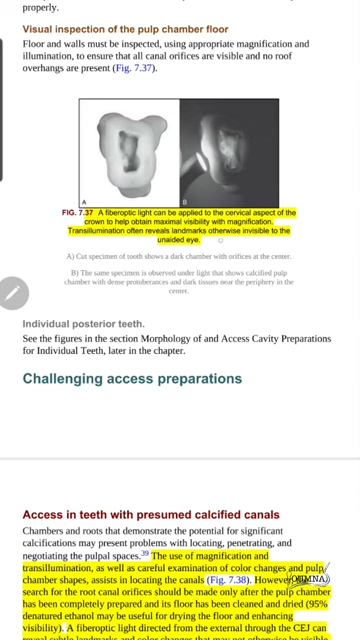 properly.
Visual inspection of the pulp chamber floor
Floor and walls must be inspected, using appropriate magnification and
illumination, to ensure that all canal orifices are visible and no roof
overhangs are present (Fig. 7.37).
A
B
FIG. 7.37 A fiberoptic light can be applied to the cervical aspect of the
crown to help obtain maximal visibility with magnification.
Transillumination often reveals landmarks otherwise invisible to the
unaided eye.
A) Cut specimen of tooth shows a dark chamber with orifices at the center.
B) The same specimen is observed under light that shows calcified pulp
chamber with dense protuberances and dark tissues near the periphery in the
center.
Individual posterior teeth.
See the figures in the section Morphology of and Access Cavity Preparations
for Individual Teeth, later in the chapter.
Challenging access preparations
Access in teeth with presumed calcified canals
Chambers and roots that demonstrate the potential for significant
calcifications may present problems with locating, penetrating, and
negotiating the pulpal spaces.39 The use of magnification and
transillumination, as well as careful examination of color changes and pulp
chamber shapes, assists in locating the canals (Fig. 7.38). However,
search for the root canal orifices should be made only after the pulp chamber
has been completely prepared and its floor has been cleaned and dried (95%
denatured ethanol may be useful for drying the floor and enhancing
visibility). A fiberoptic light directed from the external through the CEJ can
reveal subtle landmarks and color changes that may not otherwise be visible